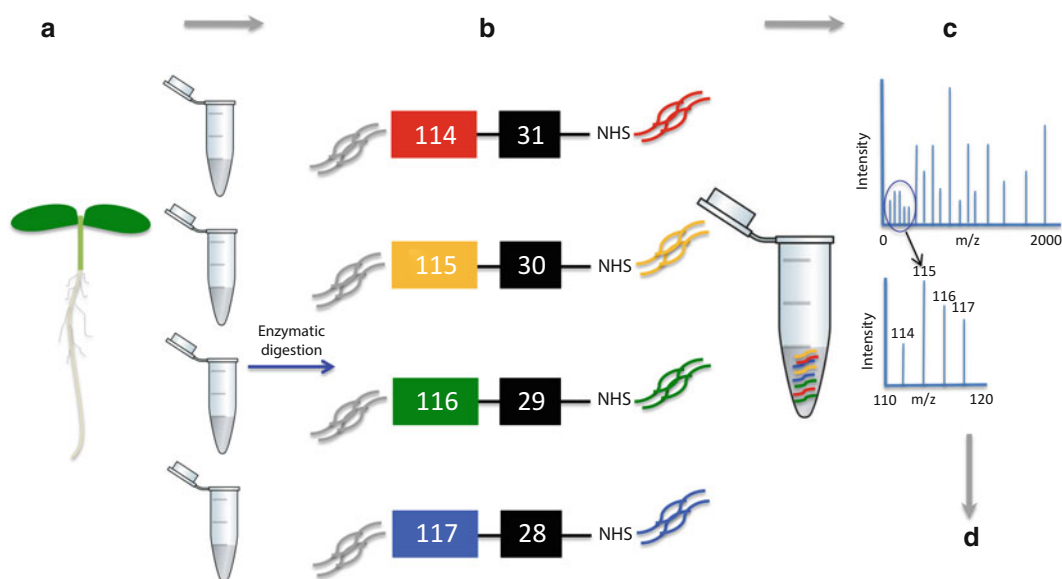 a
b
c
114
31
NHS
115
30
NHS
Enzymatic
digestion
116
29
NHS
117
28
NHS
Intensity
0
m/z
2000
115
116
117
114
Intensity
110
m/z
120
d